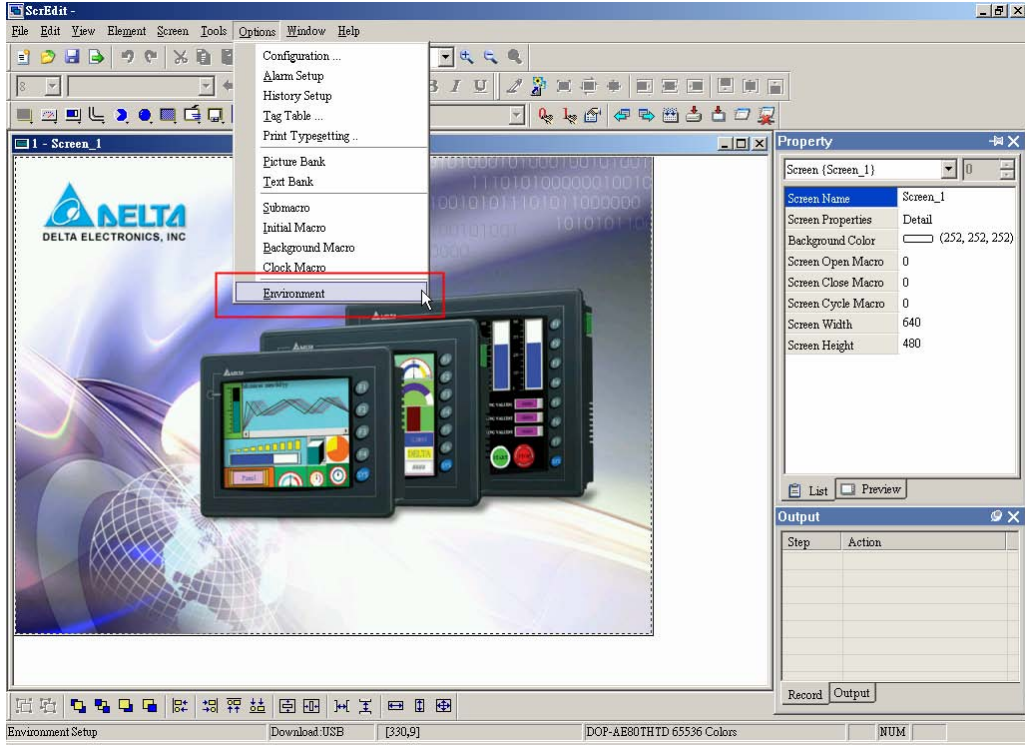 ScrEdit -
File Edit View Element Screen Tools Options Window Help
8
B I U
Configuration ...
Alarm Setup
History Setup
Tag Table ...
Print Typesetting ..
Picture Bank
Text Bank
Submacro
Initial Macro
Background Macro
Clock Macro
Environment
1 - Screen_1
DELTA
DELTA ELECTRONICS, INC
Property
Screen {Screen_1}
0
Screen Name Screen_1
Screen Properties Detail
Background Color (252, 252, 252)
Screen Open Macro 0
Screen Close Macro 0
Screen Cycle Macro 0
Screen Width 640
Screen Height 480
List Preview
Output
Step Action
Record Output
Environment Setup Download:USB [330,9] DOP-AE80THTD 65536 Colors NUM